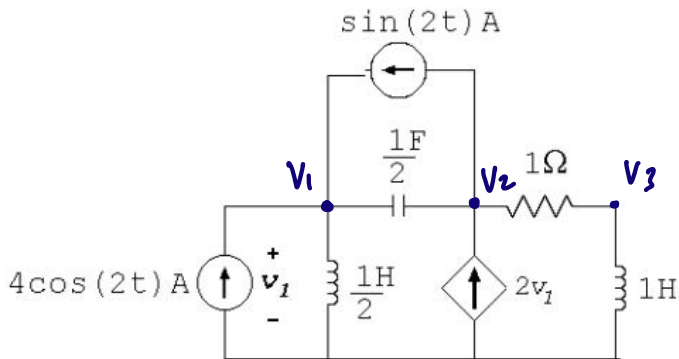 sin(2t)A
1F
2
1Ω
V1
V2
V3
4cos(2t)A
+
v1
-
1H
2
2v1
1H